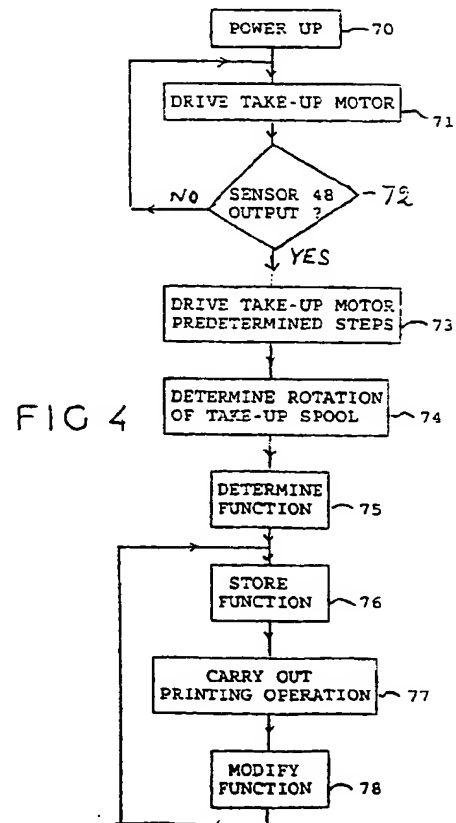 POWER UP
70
DRIVE TAKE-UP MOTOR
71
SENSOR 48
OUTPUT ?
72
NO
YES
DRIVE TAKE-UP MOTOR
PREDETERMINED STEPS
73
DETERMINE ROTATION
OF TAKE-UP SPOOL
74
FIG 4
DETERMINE
FUNCTION
75
STORE
FUNCTION
76
CARRY OUT
PRINTING OPERATION
77
MODIFY
FUNCTION
78